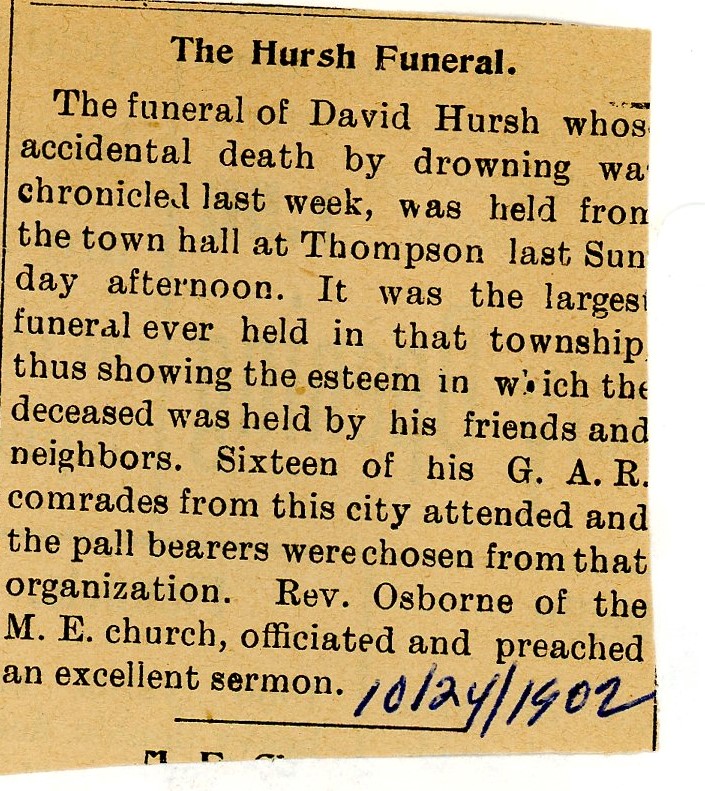 The Hursh Funeral.
The funeral of David Hursh whos
accidental death by drowning wa
chronicled last week, was held from
the town hall at Thompson last Sun
day afternoon. It was the largest
funeral ever held in that township,
thus showing the esteem in which the
deceased was held by his friends and
neighbors. Sixteen of his G. A. R.
comrades from this city attended and
the pall bearers were chosen from that
organization. Rev. Osborne of the
M. E. church, officiated and preached
an excellent sermon. 10/24/1902
M. E.